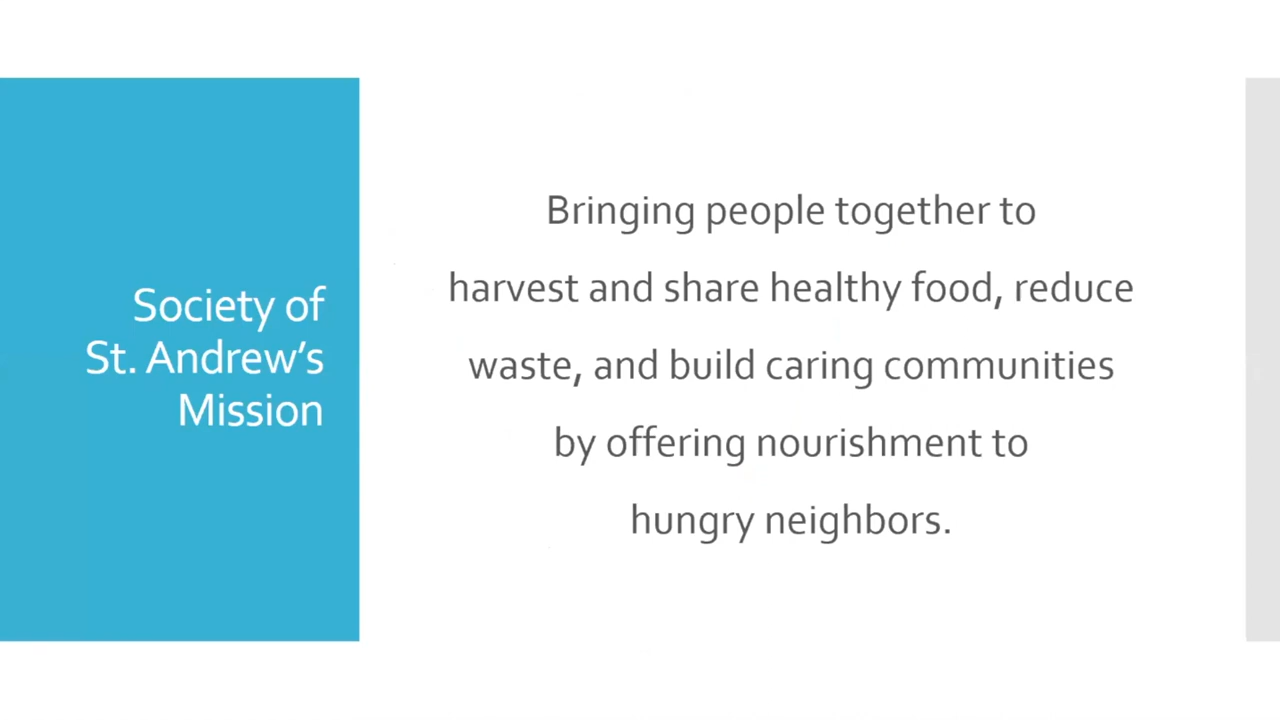 Society of
St. Andrew’s
Mission
Bringing people together to
harvest and share healthy food, reduce
waste, and build caring communities
by offering nourishment to
hungry neighbors.